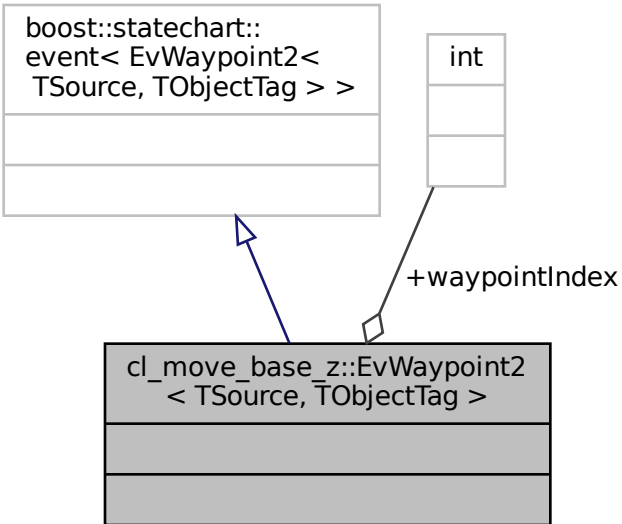 boost::statechart::
event< EvWaypoint2<
 TSource, TObjectTag > >
int
+waypointIndex
cl_move_base_z::EvWaypoint2
< TSource, TObjectTag >